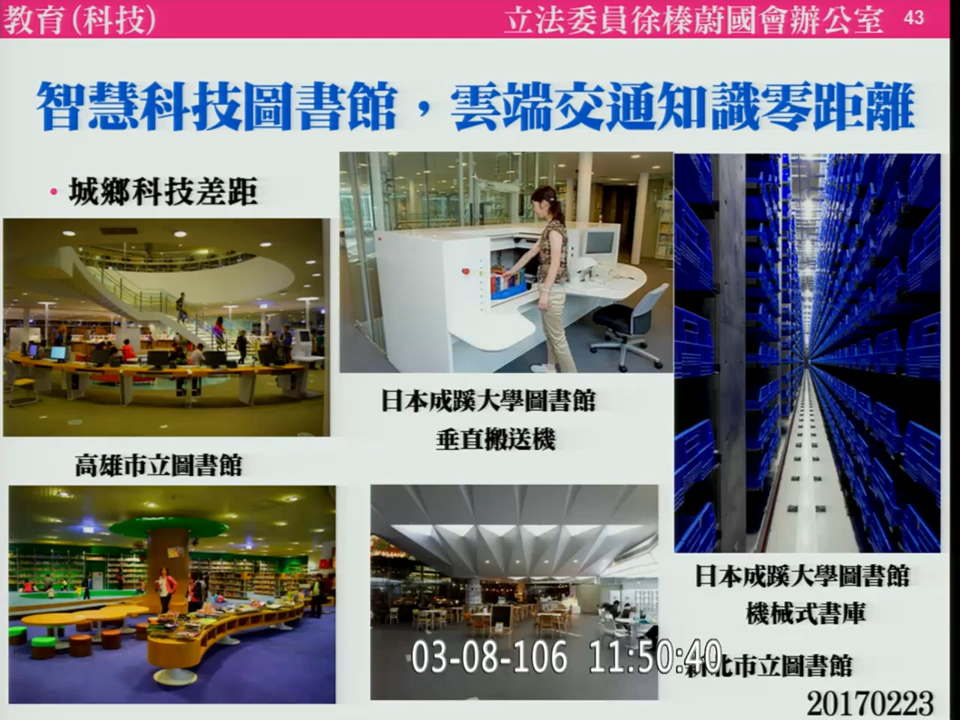 教育(科技)
立法委員徐榛蔚國會辦公室 43
智慧科技圖書館，雲端交通知識零距離
• 城鄉科技差距
日本成蹊大學圖書館
垂直搬送機
高雄市立圖書館
日本成蹊大學圖書館
機械式書庫
03-08-106 11:50:40
新北市立圖書館
20170223